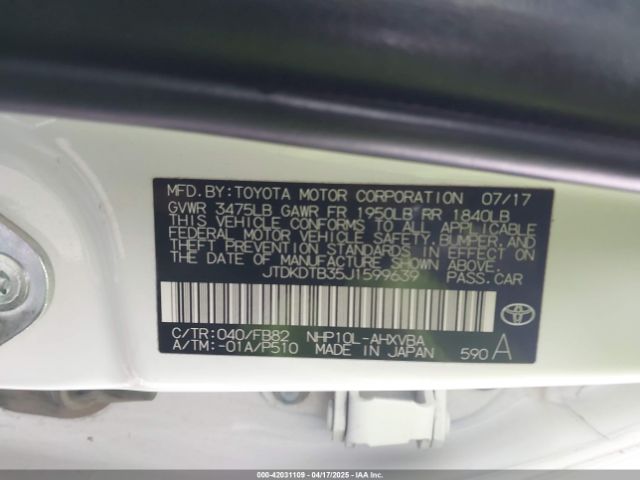 MFD. BY: TOYOTA MOTOR CORPORATION 07/17
GVWR 3475LB GAWR FR 1950LB RR 1840LB
THIS VEHICLE CONFORMS TO ALL APPLICABLE
FEDERAL MOTOR VEHICLE SAFETY, BUMPER, AND
THEFT PREVENTION STANDARDS IN EFFECT ON
THE DATE OF MANUFACTURE SHOWN ABOVE.
JTDKDTB35J1599639 PASS. CAR
C/TR: 040/FB82 NHP10L-AHXVBA
A/TM: -01A/P510 MADE IN JAPAN 590 A
000-42031109 - 04/17/2025 - IAA Inc.